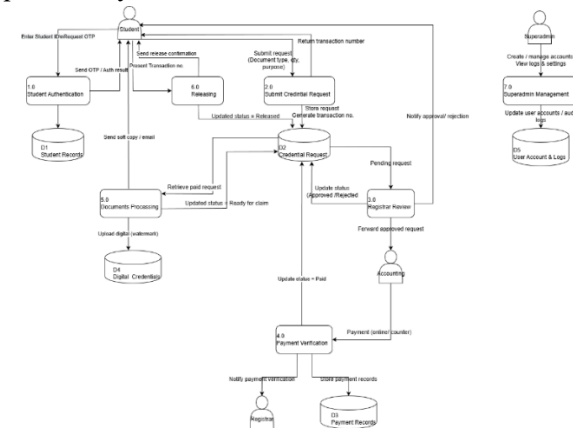 Student
Superadmin
Enter Student ID/Request OTP
Return transaction number
Send release confirmation
Submit request
(Document type, qty,
purpose)
Create / manage accounts
View logs & settings
Send OTP / Auth result
Present Transaction no.
1.0
Student Authentication
6.0
Releasing
2.0
Submit Credential Request
7.0
Superadmin Management
Store request
Generate transaction no.
Notify approval/ rejection
Updated status = Released
Update user accounts / audit
logs
D1
Student Records
Send soft copy / email
D2
Credential Request
D5
User Account & Logs
Pending request
Retrieve paid request
Update status
(Approved /Rejected
5.0
Documents Processing
3.0
Registrar Review
Updated status = Ready for claim
Upload digital (watermark)
Forward approved request
D4
Digital Credentials
Accounting
Update status = Paid
Payment (online/ counter)
4.0
Payment Verification
Notify payment verification
Store payment records
Registrar
D3
Payment Records